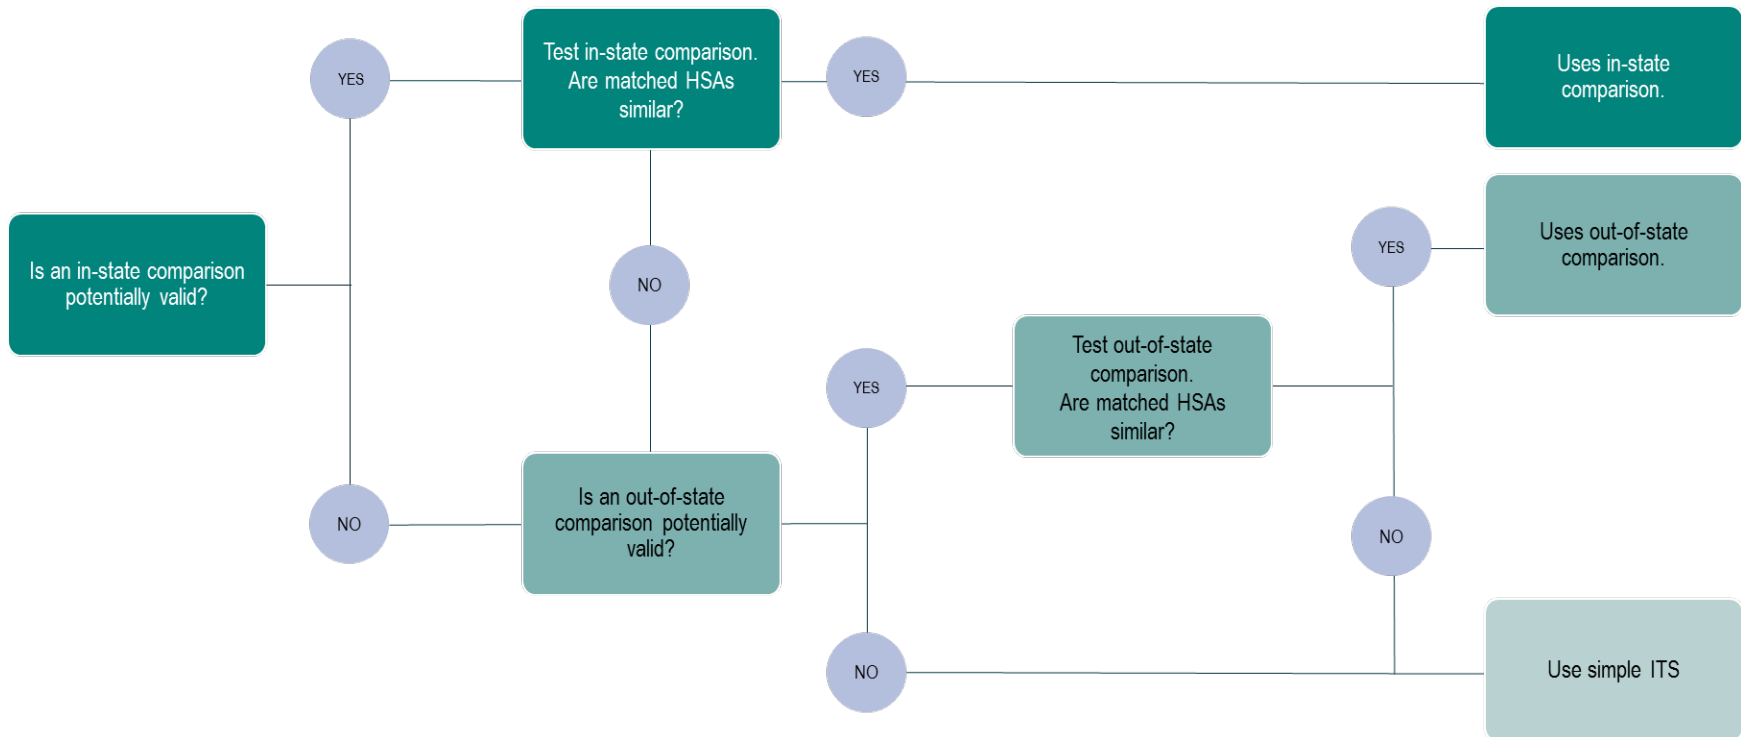 YES
Test in-state comparison.
Are matched HSAs
similar?
YES
Uses in-state
comparison.
Is an in-state comparison
potentially valid?
NO
YES
Uses out-of-state
comparison.
YES
Test out-of-state
comparison.
Are matched HSAs
similar?
NO
Is an out-of-state
comparison potentially
valid?
NO
NO
Use simple ITS